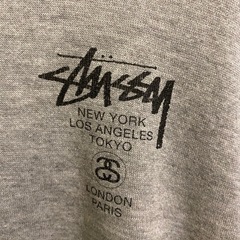 Stüssy
NEW YORK
LOS ANGELES
TOKYO
LONDON
PARIS